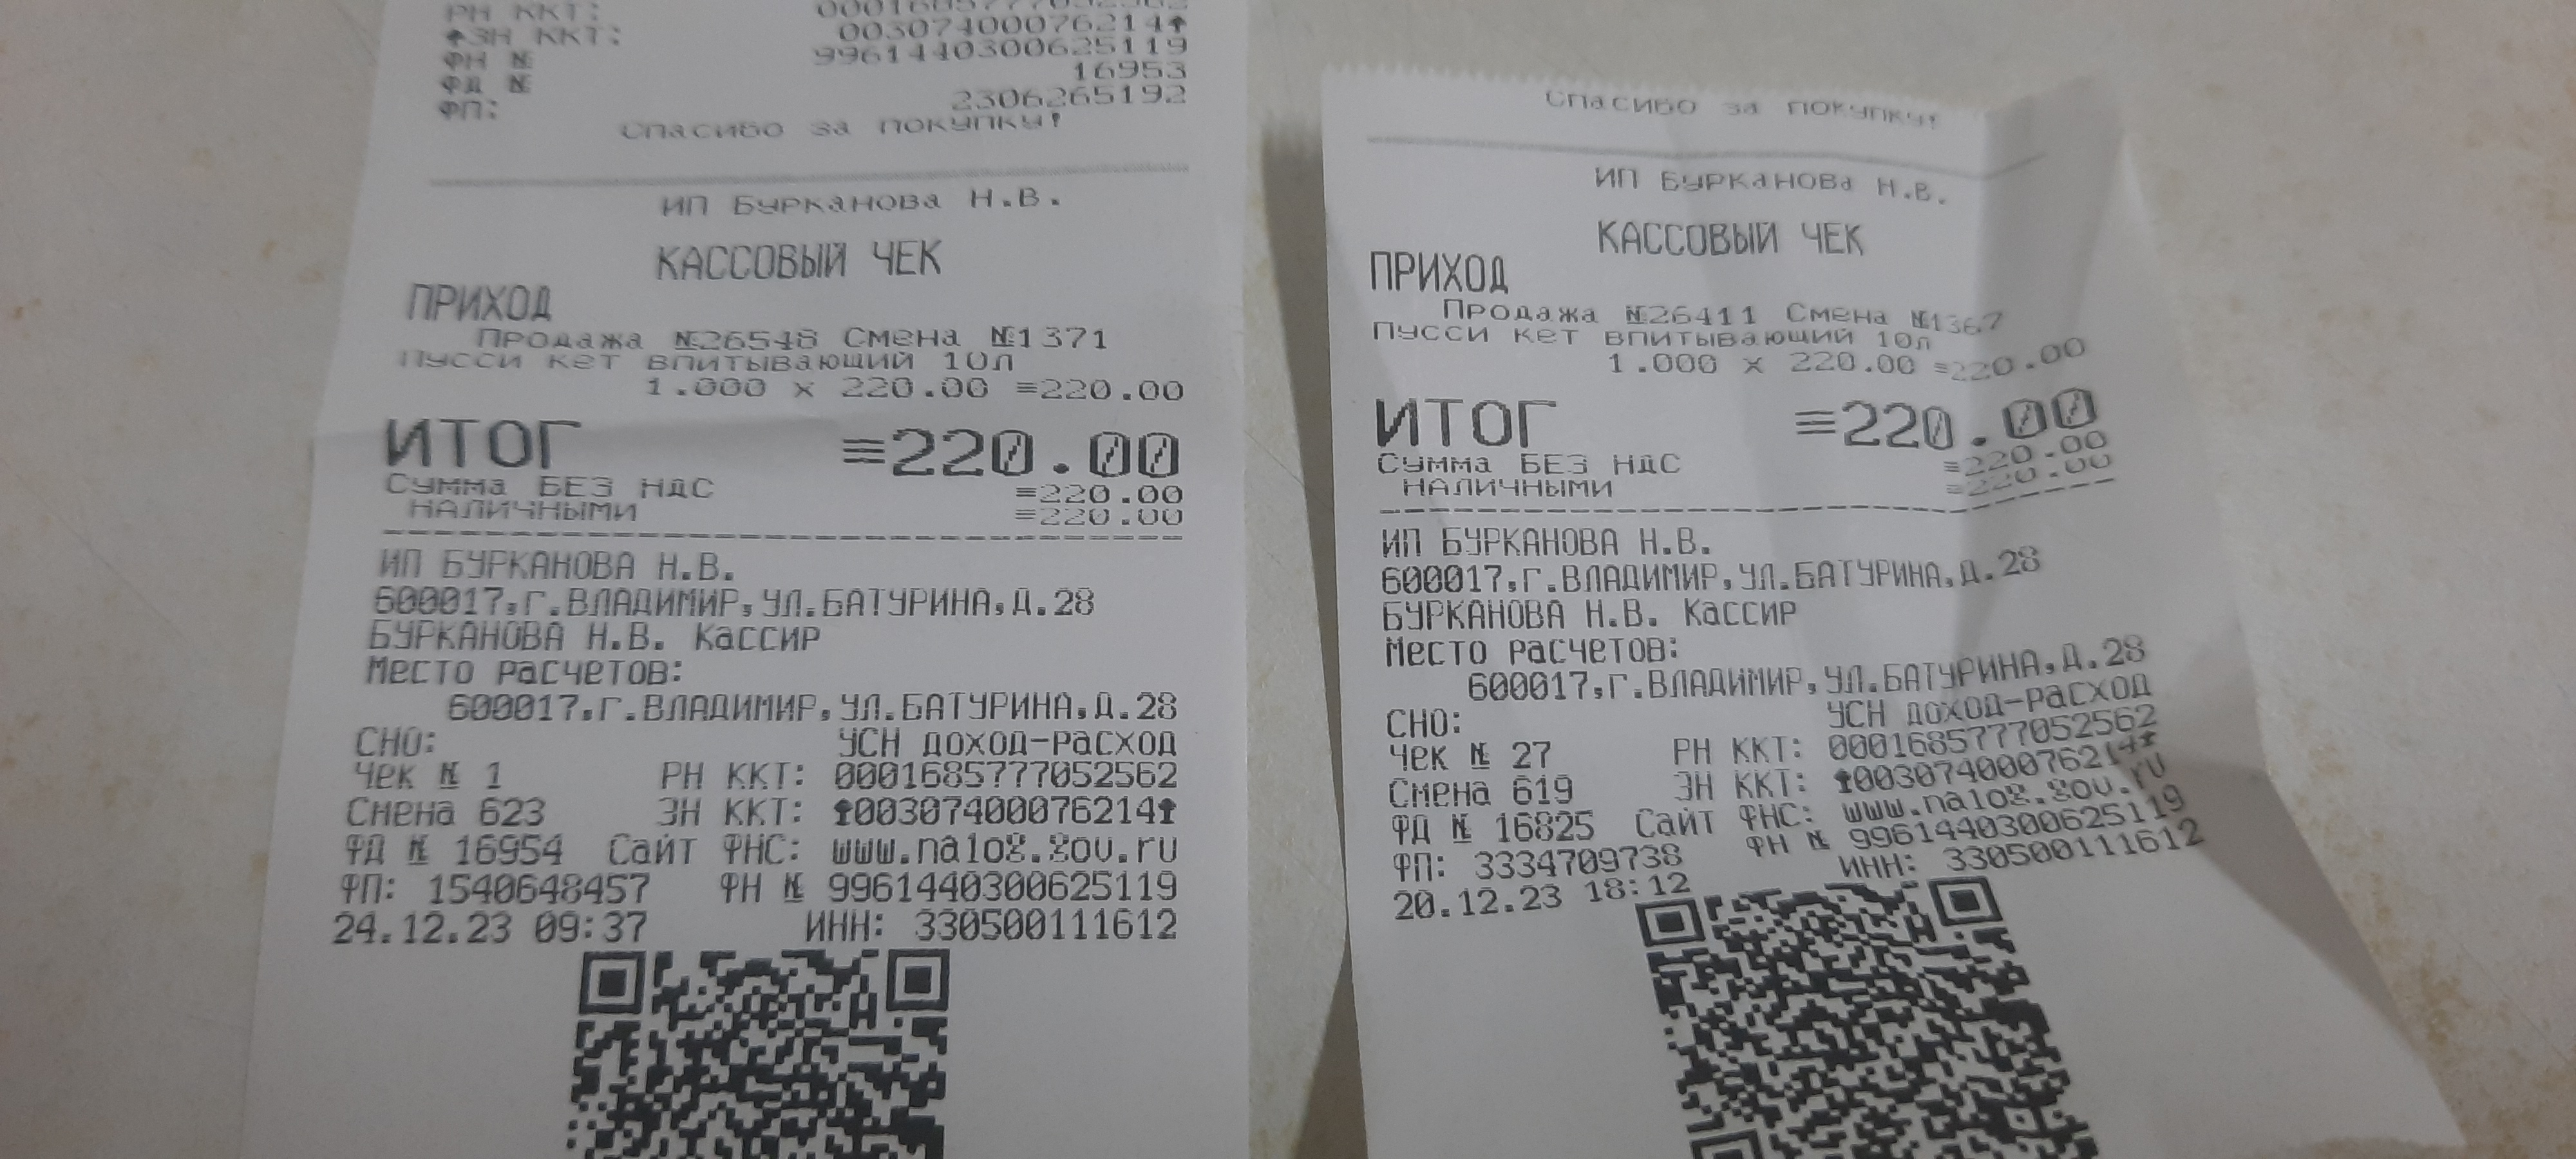 РН ККТ:
000307400076214
ЗН ККТ:
9961440300625119
ФН №
16953
ФД №
2306265192
ФП:
Спасибо за покупку!
ИП Бурканова Н.В.
КАССОВЫЙ ЧЕК
ПРИХОД
Продажа №26548 Смена №1371
Пусси кет впитывающий 10л
1.000 x 220.00 ≡220.00
ИТОГ ≡220.00
Сумма БЕЗ НДС ≡220.00
НАЛИЧНЫМИ ≡220.00
ИП БУРКАНОВА Н.В.
600017,г.ВЛАДИМИР,УЛ.БАТУРИНА,Д.28
БУРКАНОВА Н.В. Кассир
Место расчетов:
600017,г.ВЛАДИМИР,УЛ.БАТУРИНА,Д.28
СНО: УСН доход-расход
Чек № 1 РН ККТ: 0001685777052562
Смена 623 ЗН ККТ: 00307400076214
ФД № 16954 Сайт ФНС: www.nalog.gov.ru
ФП: 1540648457 ФН № 9961440300625119
24.12.23 09:37 ИНН: 330500111612
Спасибо за покупку!
ИП Бурканова Н.В.
КАССОВЫЙ ЧЕК
ПРИХОД
Продажа №26411 Смена №1367
Пусси кет впитывающий 10л
1.000 x 220.00 ≡220.00
ИТОГ ≡220.00
Сумма БЕЗ НДС ≡220.00
НАЛИЧНЫМИ ≡220.00
ИП БУРКАНОВА Н.В.
600017,г.ВЛАДИМИР,УЛ.БАТУРИНА,Д.28
БУРКАНОВА Н.В. Кассир
Место расчетов:
600017,г.ВЛАДИМИР,УЛ.БАТУРИНА,Д.28
СНО: УСН доход-расход
Чек № 27 РН ККТ: 0001685777052562
Смена 619 ЗН ККТ: 00307400076214
ФД № 16825 Сайт ФНС: www.nalog.gov.ru
ФП: 3334709738 ФН № 9961440300625119
20.12.23 18:12 ИНН: 330500111612